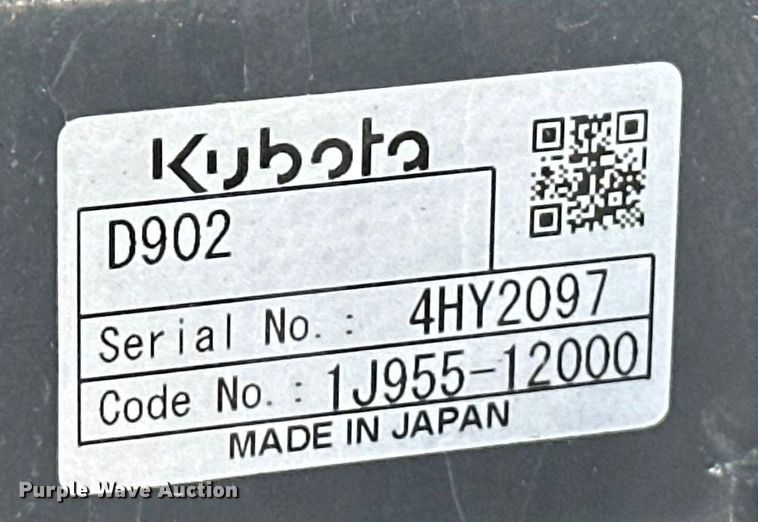 Kubota
D902
Serial No. : 4HY2097
Code No. : 1J955-12000
MADE IN JAPAN
Purple Wave Auction